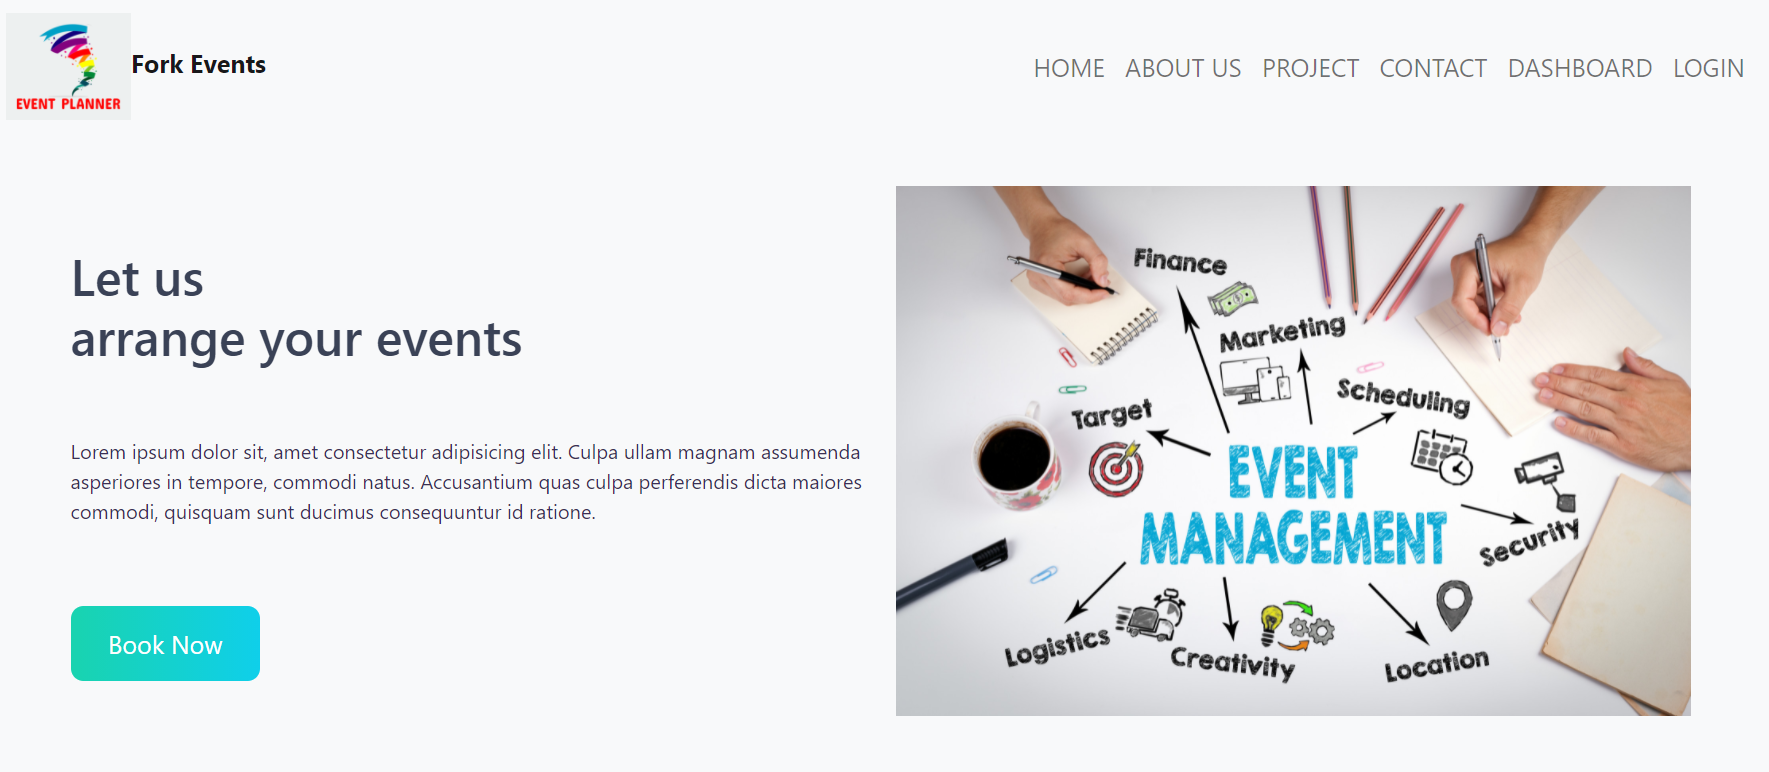 EVENT PLANNER
Fork Events
HOME ABOUT US PROJECT CONTACT DASHBOARD LOGIN
Let us
arrange your events
Lorem ipsum dolor sit, amet consectetur adipisicing elit. Culpa ullam magnam assumenda
asperiores in tempore, commodi natus. Accusantium quas culpa perferendis dicta maiores
commodi, quisquam sunt ducimus consequuntur id ratione.
Book Now
Finance
Marketing
Scheduling
Target
EVENT
MANAGEMENT
Security
Logistics
Creativity
Location